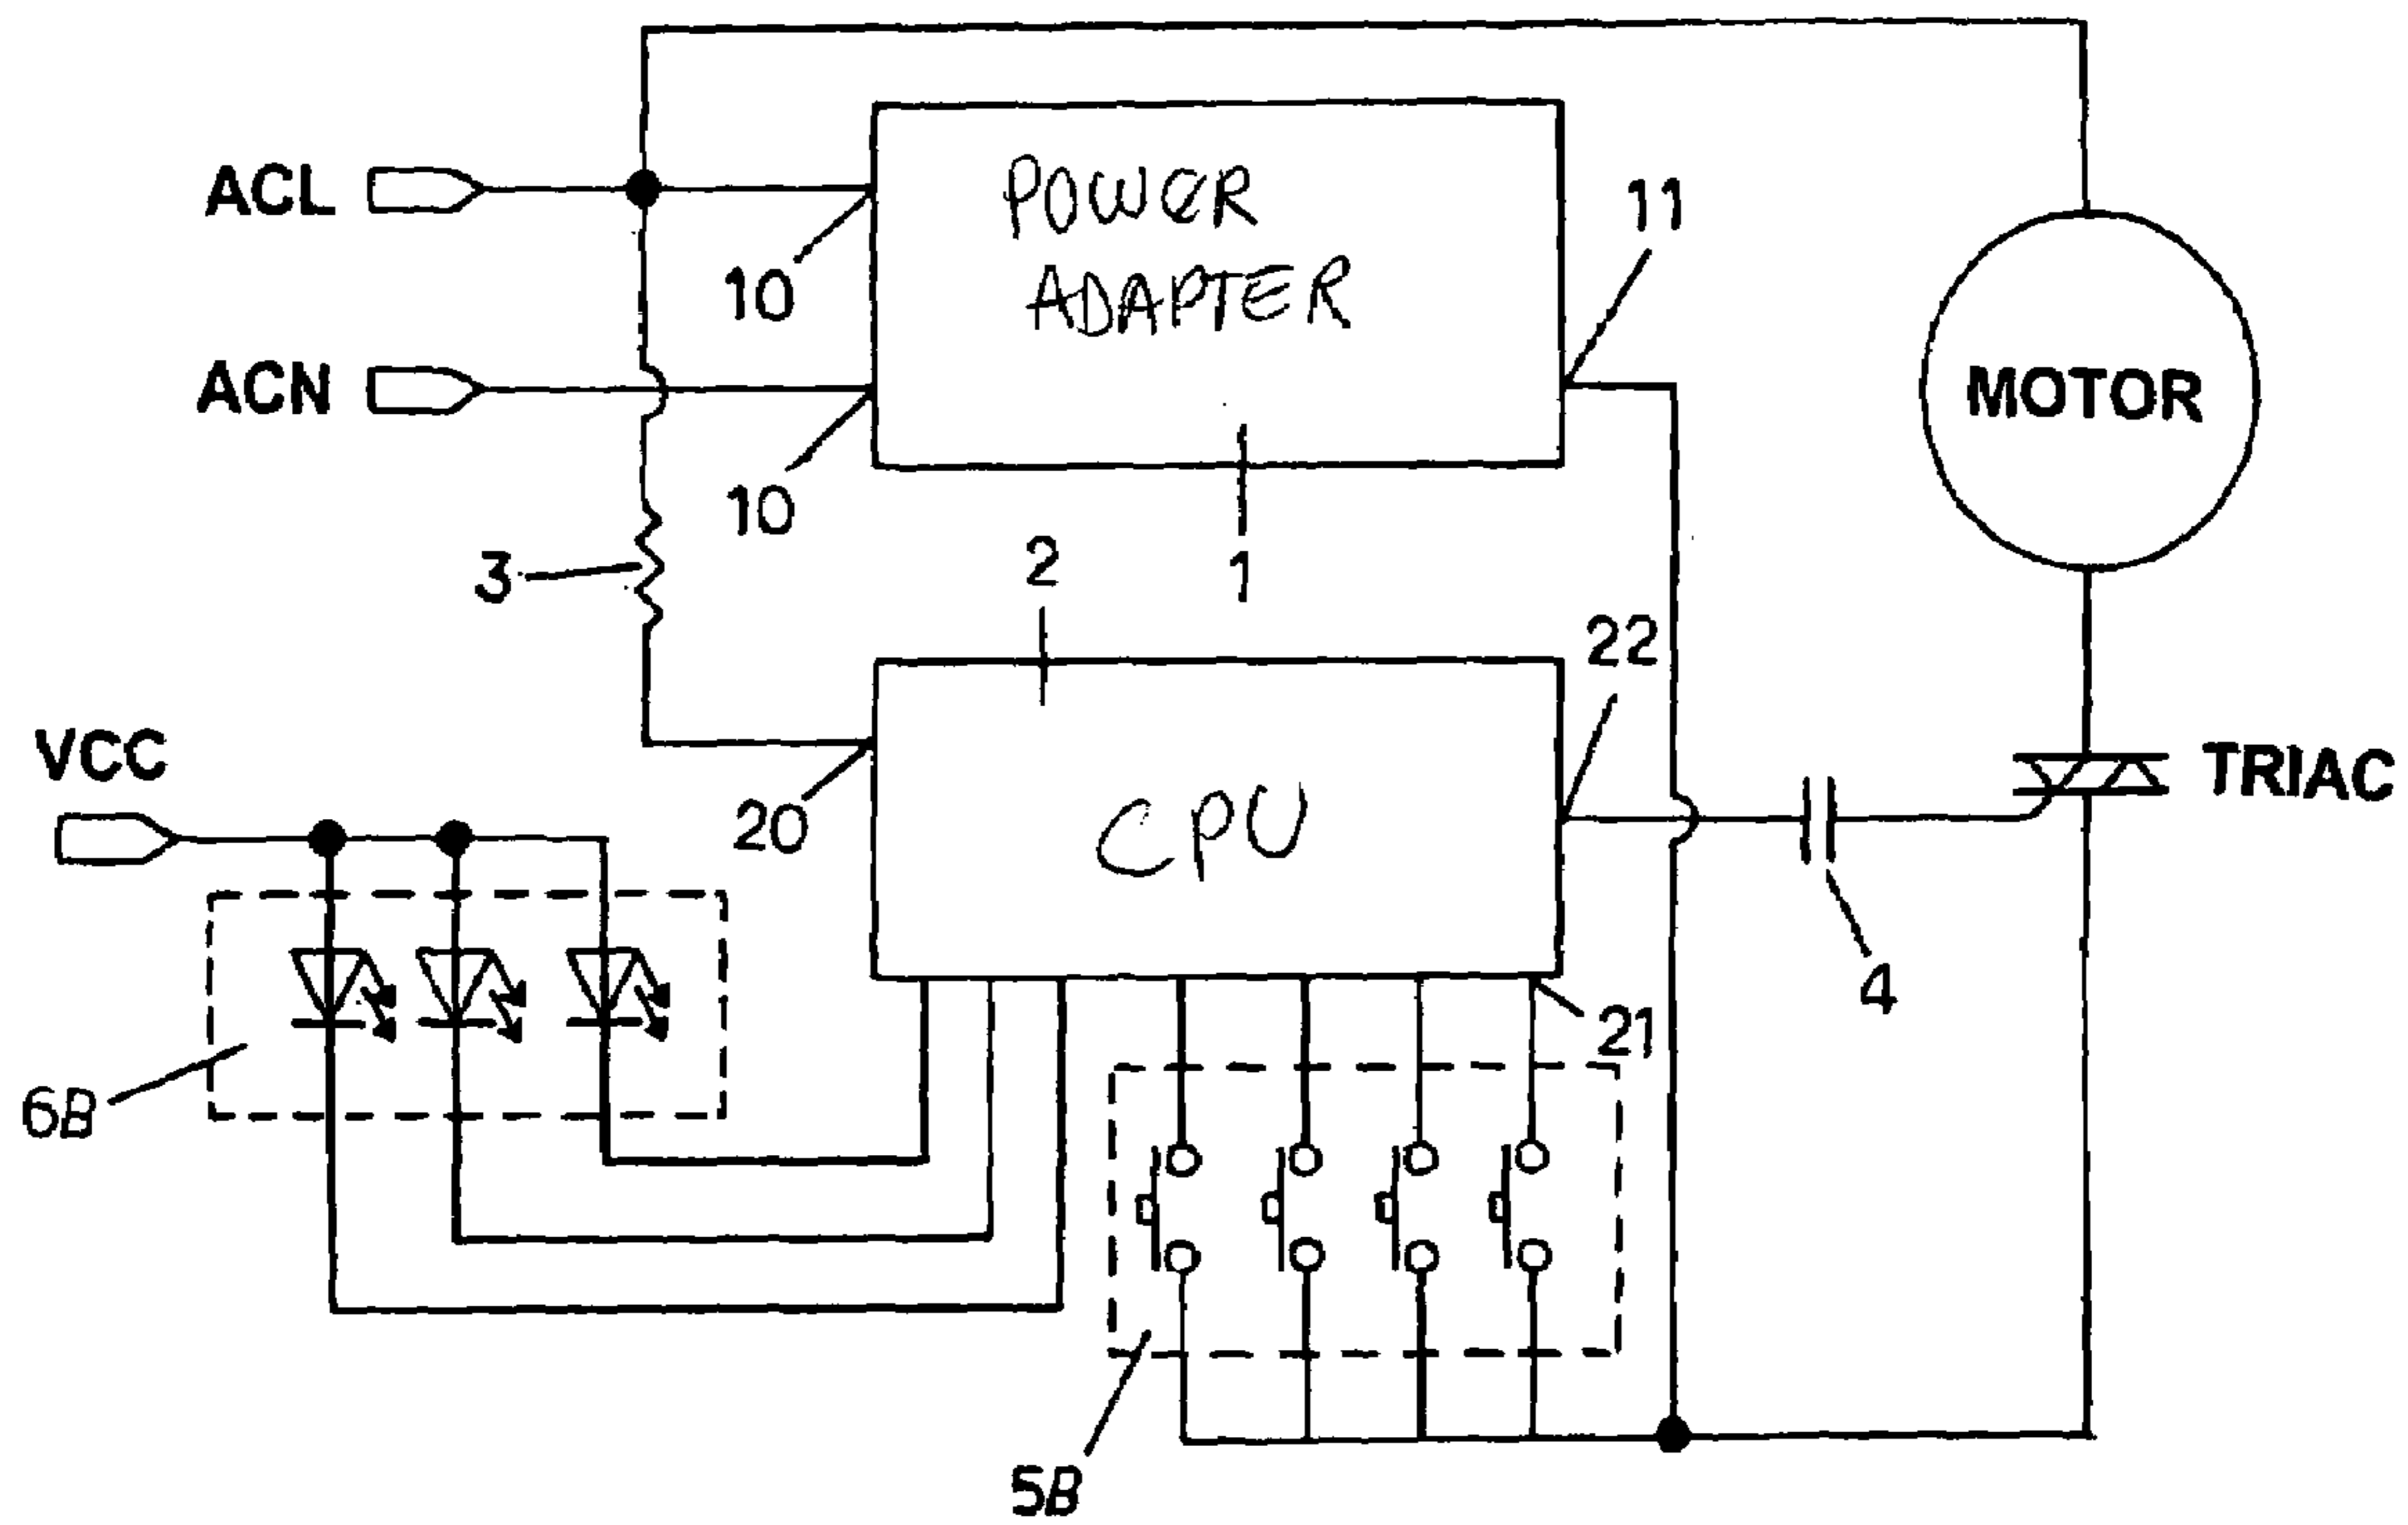 ACL
POWER
ADAPTER
11
10
ACN
MOTOR
10
3
2
1
22
VCC
TRIAC
20
CPU
4
21
6B
5B